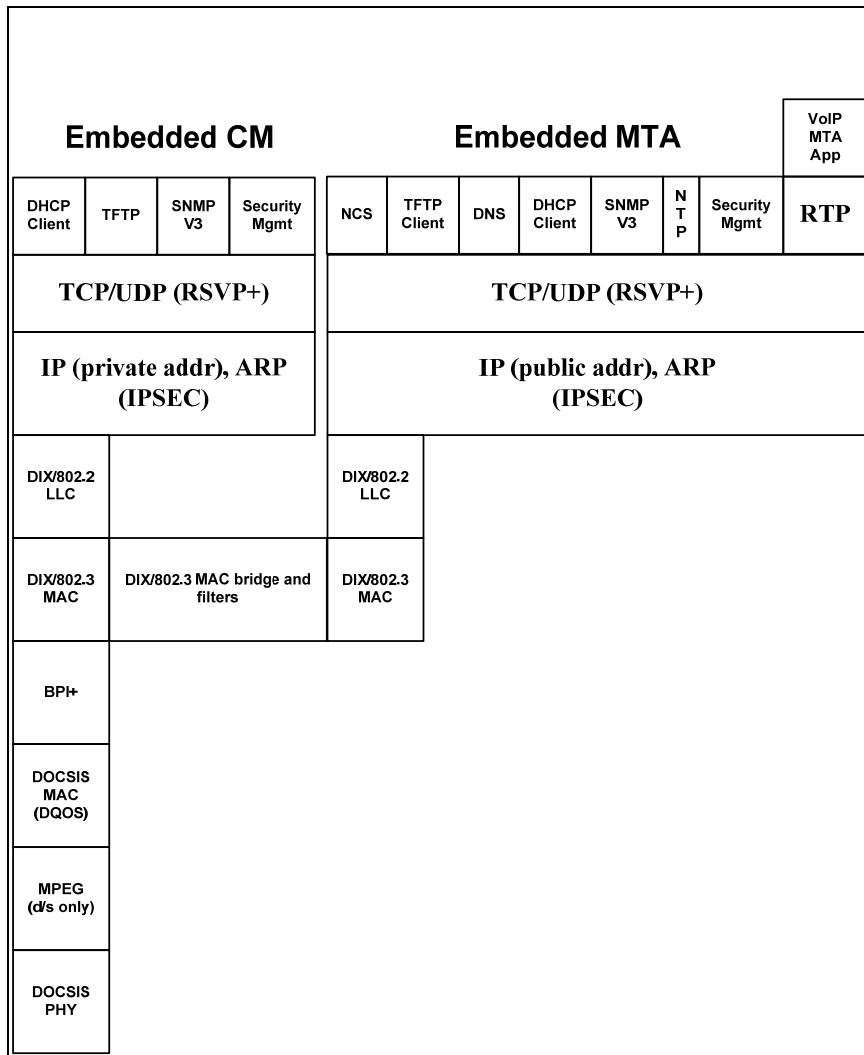 VoIP
MTA
App
Embedded CM
Embedded MTA
DHCP
Client
TFTP
SNMP
V3
Security
Mgmt
NCS
TFTP
Client
DNS
DHCP
Client
SNMP
V3
N
T
P
Security
Mgmt
RTP
TCP/UDP (RSVP+)
TCP/UDP (RSVP+)
IP (private addr), ARP
(IPSEC)
IP (public addr), ARP
(IPSEC)
DIX/802.2
LLC
DIX/802.2
LLC
DIX/802.3
MAC
DIX/802.3 MAC bridge and
filters
DIX/802.3
MAC
BPI+
DOCSIS
MAC
(DQOS)
MPEG
(d/s only)
DOCSIS
PHY